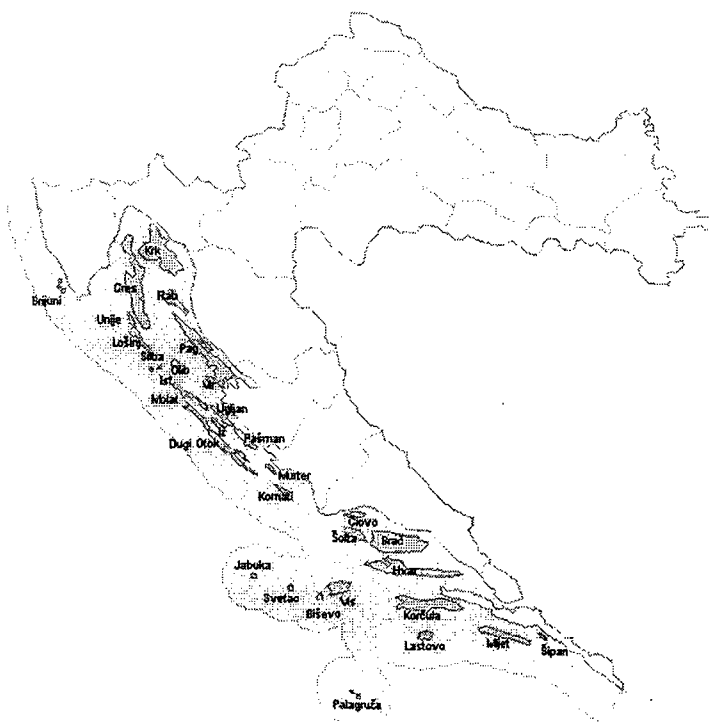 Krk
Cres
Rab
Brijuni
Unije
Lošinj
Pag
Silba
Olib
Ist
Vir
Molat
Ugljan
Iž
Pašman
Dugi Otok
Murter
Kornati
Čiovo
Šolta
Brač
Hvar
Jabuka
Svetac
Biševo
Vis
Korčula
Lastovo
Mljet
Šipan
Palagruža